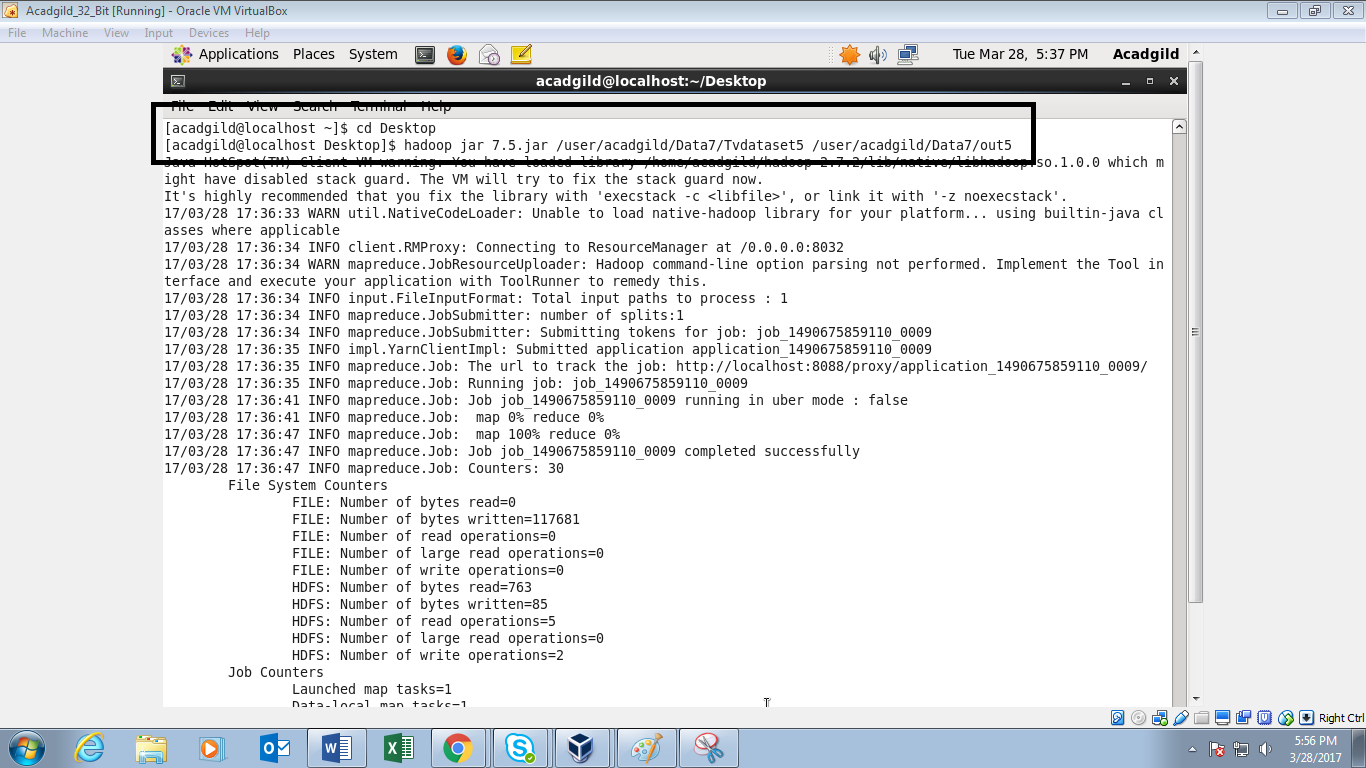 Acadgild_32_Bit [Running] - Oracle VM VirtualBox
File Machine View Input Devices Help
Applications Places System Tue Mar 28, 5:37 PM Acadgild
acadgild@localhost:~/Desktop
File Edit View Search Terminal Help
[acadgild@localhost ~]$ cd Desktop
[acadgild@localhost Desktop]$ hadoop jar 7.5.jar /user/acadgild/Data7/Tvdataset5 /user/acadgild/Data7/out5
Java HotSpot(TM) Client VM warning: You have loaded library /home/acadgild/hadoop-2.7.2/lib/native/libhadoop.so.1.0.0 which m
ight have disabled stack guard. The VM will try to fix the stack guard now.
It's highly recommended that you fix the library with 'execstack -c <libfile>', or link it with '-z noexecstack'.
17/03/28 17:36:33 WARN util.NativeCodeLoader: Unable to load native-hadoop library for your platform... using builtin-java cl
asses where applicable
17/03/28 17:36:34 INFO client.RMProxy: Connecting to ResourceManager at /0.0.0.0:8032
17/03/28 17:36:34 WARN mapreduce.JobResourceUploader: Hadoop command-line option parsing not performed. Implement the Tool in
terface and execute your application with ToolRunner to remedy this.
17/03/28 17:36:34 INFO input.FileInputFormat: Total input paths to process : 1
17/03/28 17:36:34 INFO mapreduce.JobSubmitter: number of splits:1
17/03/28 17:36:34 INFO mapreduce.JobSubmitter: Submitting tokens for job: job_1490675859110_0009
17/03/28 17:36:35 INFO impl.YarnClientImpl: Submitted application application_1490675859110_0009
17/03/28 17:36:35 INFO mapreduce.Job: The url to track the job: http://localhost:8088/proxy/application_1490675859110_0009/
17/03/28 17:36:35 INFO mapreduce.Job: Running job: job_1490675859110_0009
17/03/28 17:36:41 INFO mapreduce.Job: Job job_1490675859110_0009 running in uber mode : false
17/03/28 17:36:41 INFO mapreduce.Job:  map 0% reduce 0%
17/03/28 17:36:47 INFO mapreduce.Job:  map 100% reduce 0%
17/03/28 17:36:47 INFO mapreduce.Job: Job job_1490675859110_0009 completed successfully
17/03/28 17:36:47 INFO mapreduce.Job: Counters: 30
File System Counters
FILE: Number of bytes read=0
FILE: Number of bytes written=117681
FILE: Number of read operations=0
FILE: Number of large read operations=0
FILE: Number of write operations=0
HDFS: Number of bytes read=763
HDFS: Number of bytes written=85
HDFS: Number of read operations=5
HDFS: Number of large read operations=0
HDFS: Number of write operations=2
Job Counters
Launched map tasks=1
Data-local map tasks=1
Right Ctrl
5:56 PM
3/28/2017